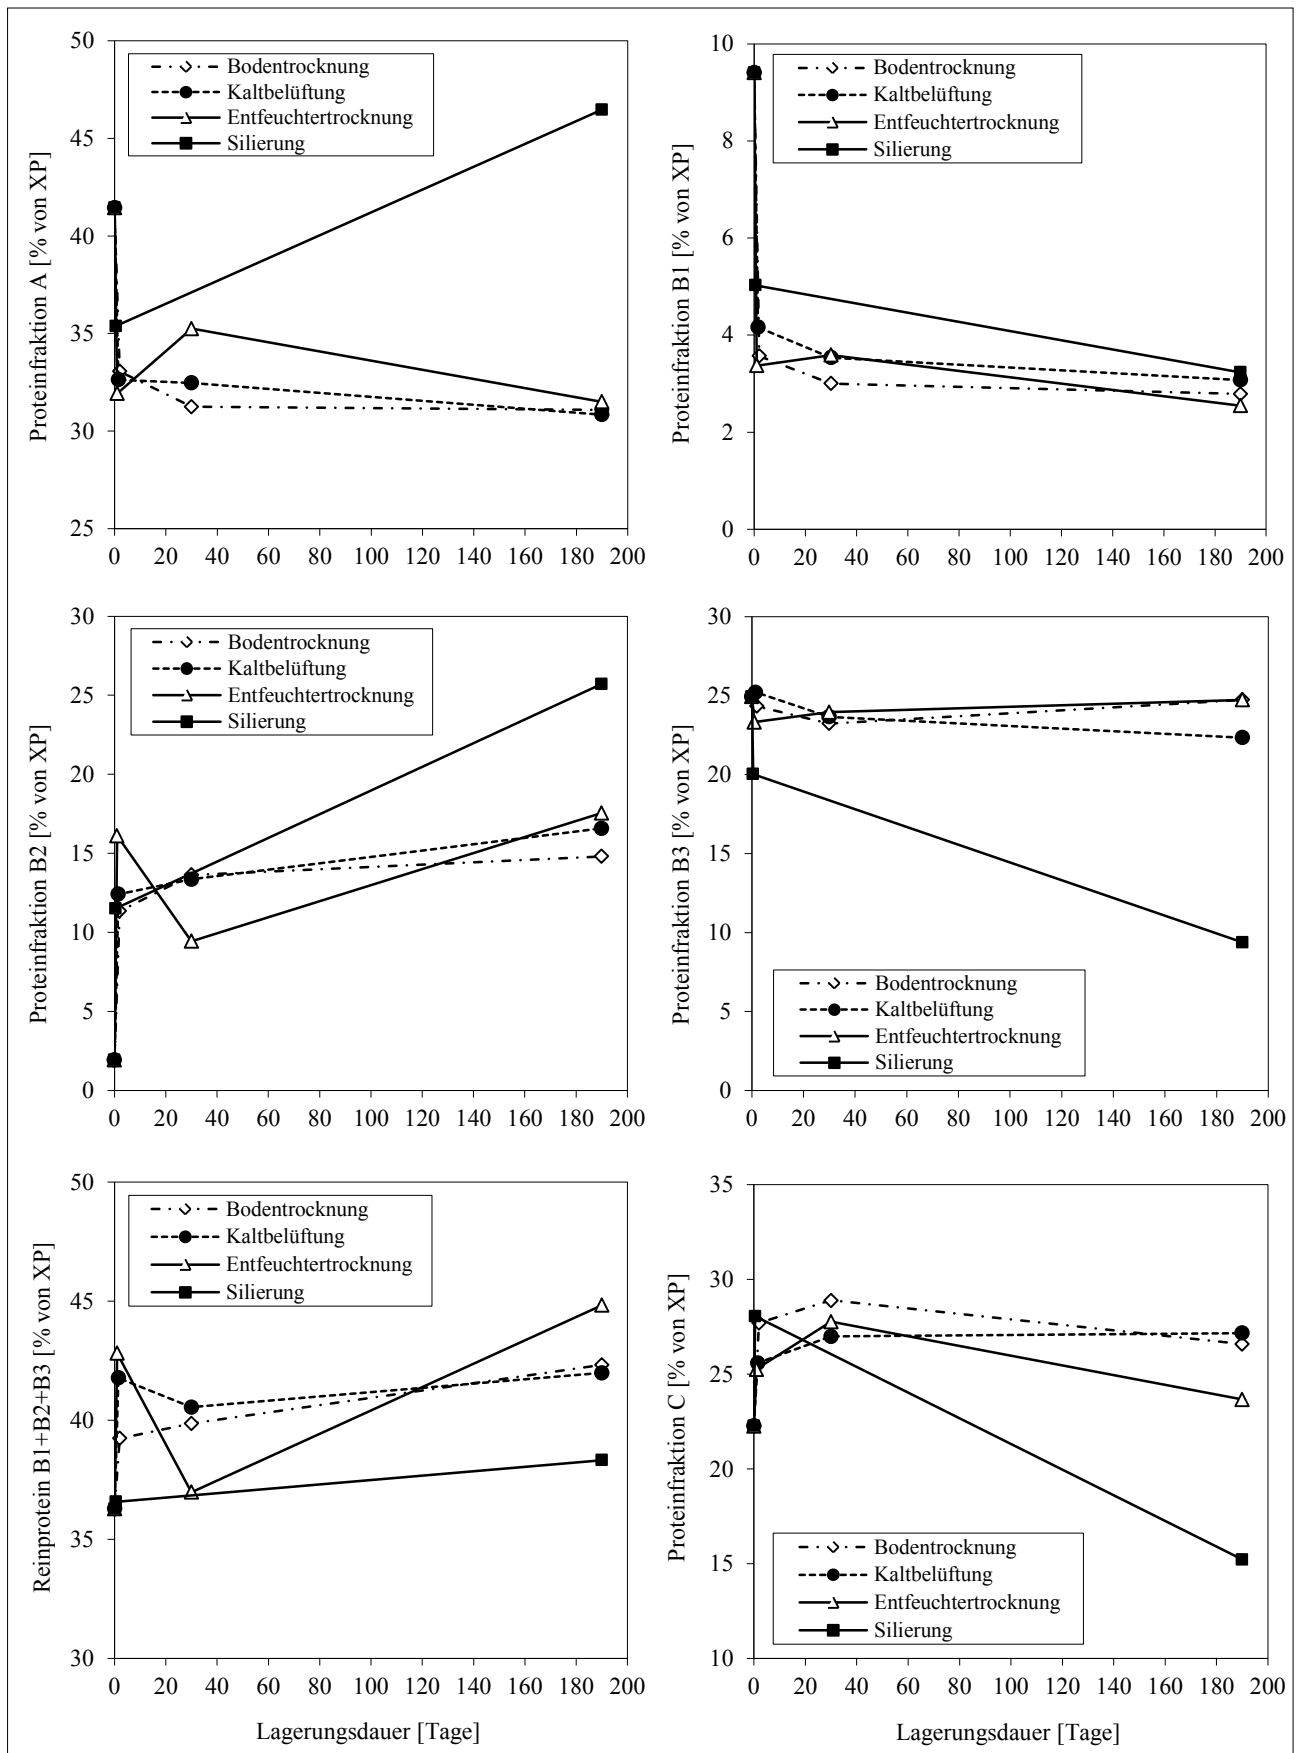 Proteinfraktion A [% von XP]
50
45
40
35
30
25
Bodentrocknung
Kaltbelüftung
Entfeuchtertrocknung
Silierung
0 20 40 60 80 100 120 140 160 180 200
Proteinfraktion B1 [% von XP]
10
8
6
4
2
0
Bodentrocknung
Kaltbelüftung
Entfeuchtertrocknung
Silierung
0 20 40 60 80 100 120 140 160 180 200
Proteinfraktion B2 [% von XP]
30
25
20
15
10
5
0
Bodentrocknung
Kaltbelüftung
Entfeuchtertrocknung
Silierung
0 20 40 60 80 100 120 140 160 180 200
Proteinfraktion B3 [% von XP]
30
25
20
15
10
5
0
Bodentrocknung
Kaltbelüftung
Entfeuchtertrocknung
Silierung
0 20 40 60 80 100 120 140 160 180 200
Reinprotein B1+B2+B3 [% von XP]
50
45
40
35
30
Bodentrocknung
Kaltbelüftung
Entfeuchtertrocknung
Silierung
0 20 40 60 80 100 120 140 160 180 200
Lagerungsdauer [Tage]
Proteinfraktion C [% von XP]
35
30
25
20
15
10
Bodentrocknung
Kaltbelüftung
Entfeuchtertrocknung
Silierung
0 20 40 60 80 100 120 140 160 180 200
Lagerungsdauer [Tage]